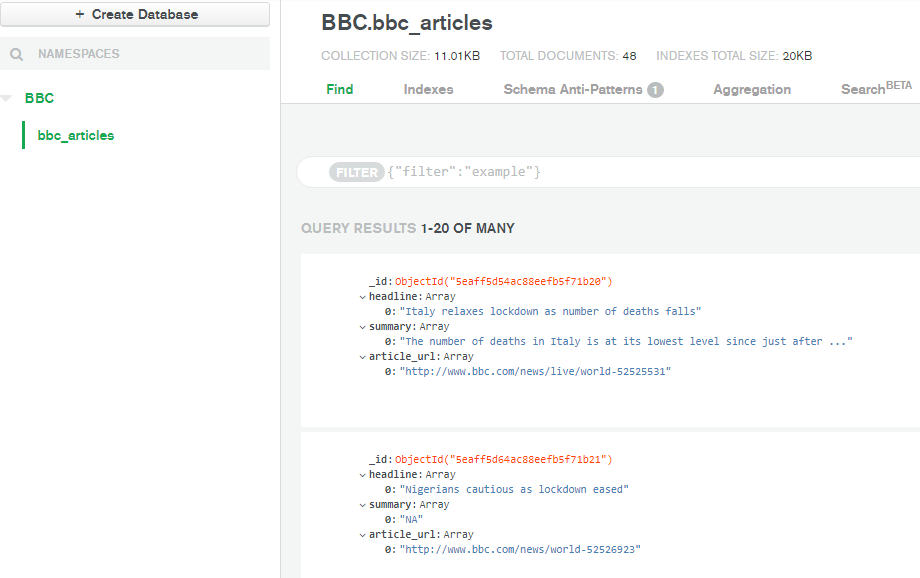 + Create Database
NAMESPACES
BBC
bbc_articles
BBC.bbc_articles
COLLECTION SIZE: 11.01KB TOTAL DOCUMENTS: 48 INDEXES TOTAL SIZE: 20KB
Find Indexes Schema Anti-Patterns 1 Aggregation SearchBETA
FILTER {"filter":"example"}
QUERY RESULTS 1-20 OF MANY
_id:ObjectId("5eaff5d54ac88eefb5f71b20")
headline:Array
0:"Italy relaxes lockdown as number of deaths falls"
summary:Array
0:"The number of deaths in Italy is at its lowest level since just after ..."
article_url:Array
0:"http://www.bbc.com/news/live/world-52525531"
_id:ObjectId("5eaff5d64ac88eefb5f71b21")
headline:Array
0:"Nigerians cautious as lockdown eased"
summary:Array
0:"NA"
article_url:Array
0:"http://www.bbc.com/news/world-52526923"